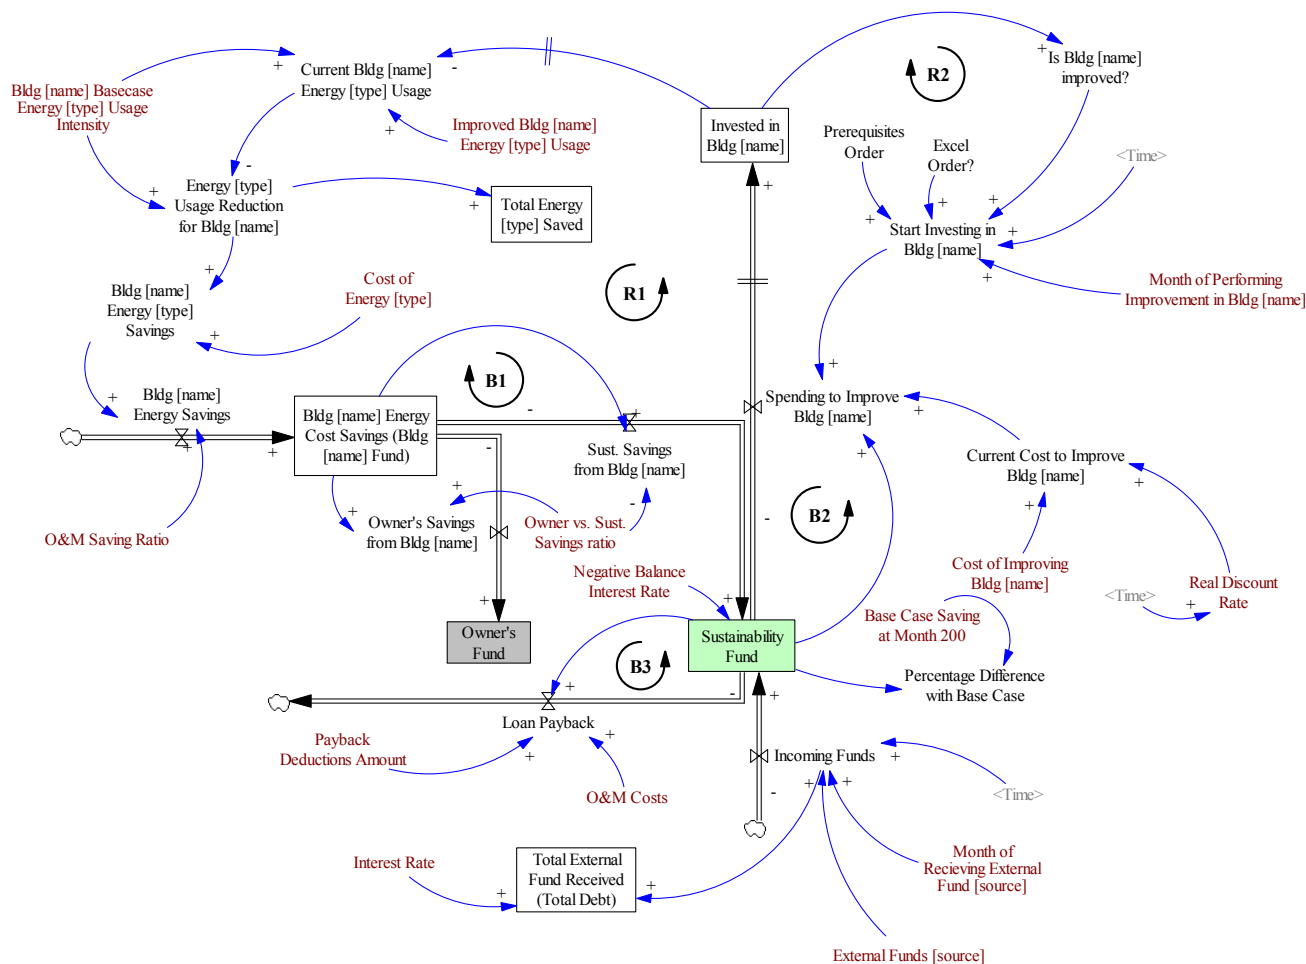 Is Bldg [name]
improved?
R2
Current Bldg [name]
Energy [type] Usage
Bldg [name] Basecase
Energy [type] Usage
Intensity
Improved Bldg [name]
Energy [type] Usage
Invested in
Bldg [name]
Prerequisites
Order
Excel
Order?
<Time>
Energy [type]
Usage Reduction
for Bldg [name]
Total Energy
[type] Saved
Start Investing in
Bldg [name]
Month of Performing
Improvement in Bldg [name]
Bldg [name]
Energy [type]
Savings
Cost of
Energy [type]
R1
Bldg [name]
Energy Savings
B1
Bldg [name] Energy
Cost Savings (Bldg
[name] Fund)
Spending to Improve
Bldg [name]
Sust. Savings
from Bldg [name]
Current Cost to Improve
Bldg [name]
O&M Saving Ratio
Owner's Savings
from Bldg [name]
Owner vs. Sust.
Savings ratio
B2
Negative Balance
Interest Rate
Cost of Improving
Bldg [name]
<Time>
Real Discount
Rate
Base Case Saving
at Month 200
Owner's
Fund
Sustainability
Fund
B3
Percentage Difference
with Base Case
Loan Payback
Payback
Deductions Amount
O&M Costs
Incoming Funds
<Time>
Interest Rate
Total External
Fund Received
(Total Debt)
Month of
Recieving External
Fund [source]
External Funds [source]